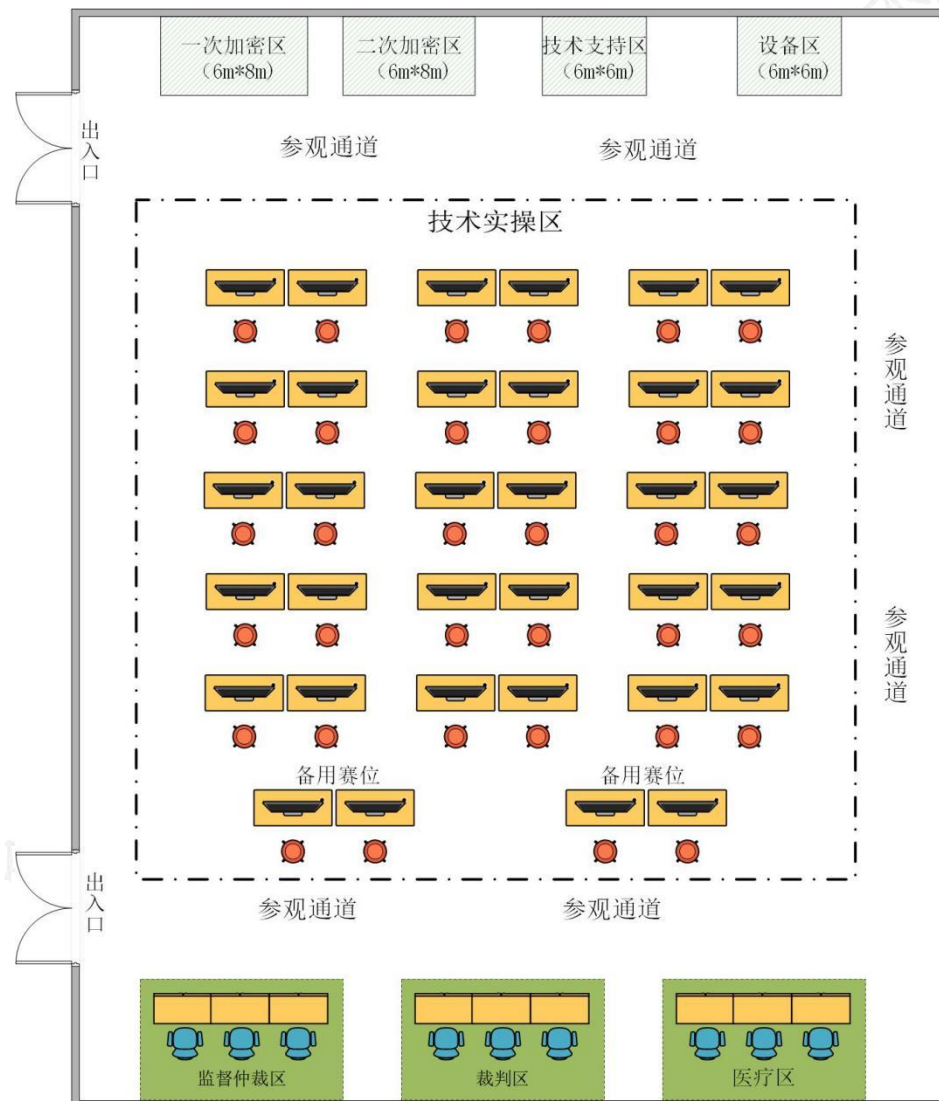 一次加密区
（6m*8m）
二次加密区
（6m*8m）
技术支持区
（6m*6m）
设备区
（6m*6m）
出入口
参观通道
参观通道
技术实操区
参观通道
参观通道
备用赛位
备用赛位
出入口
参观通道
参观通道
监督仲裁区
裁判区
医疗区